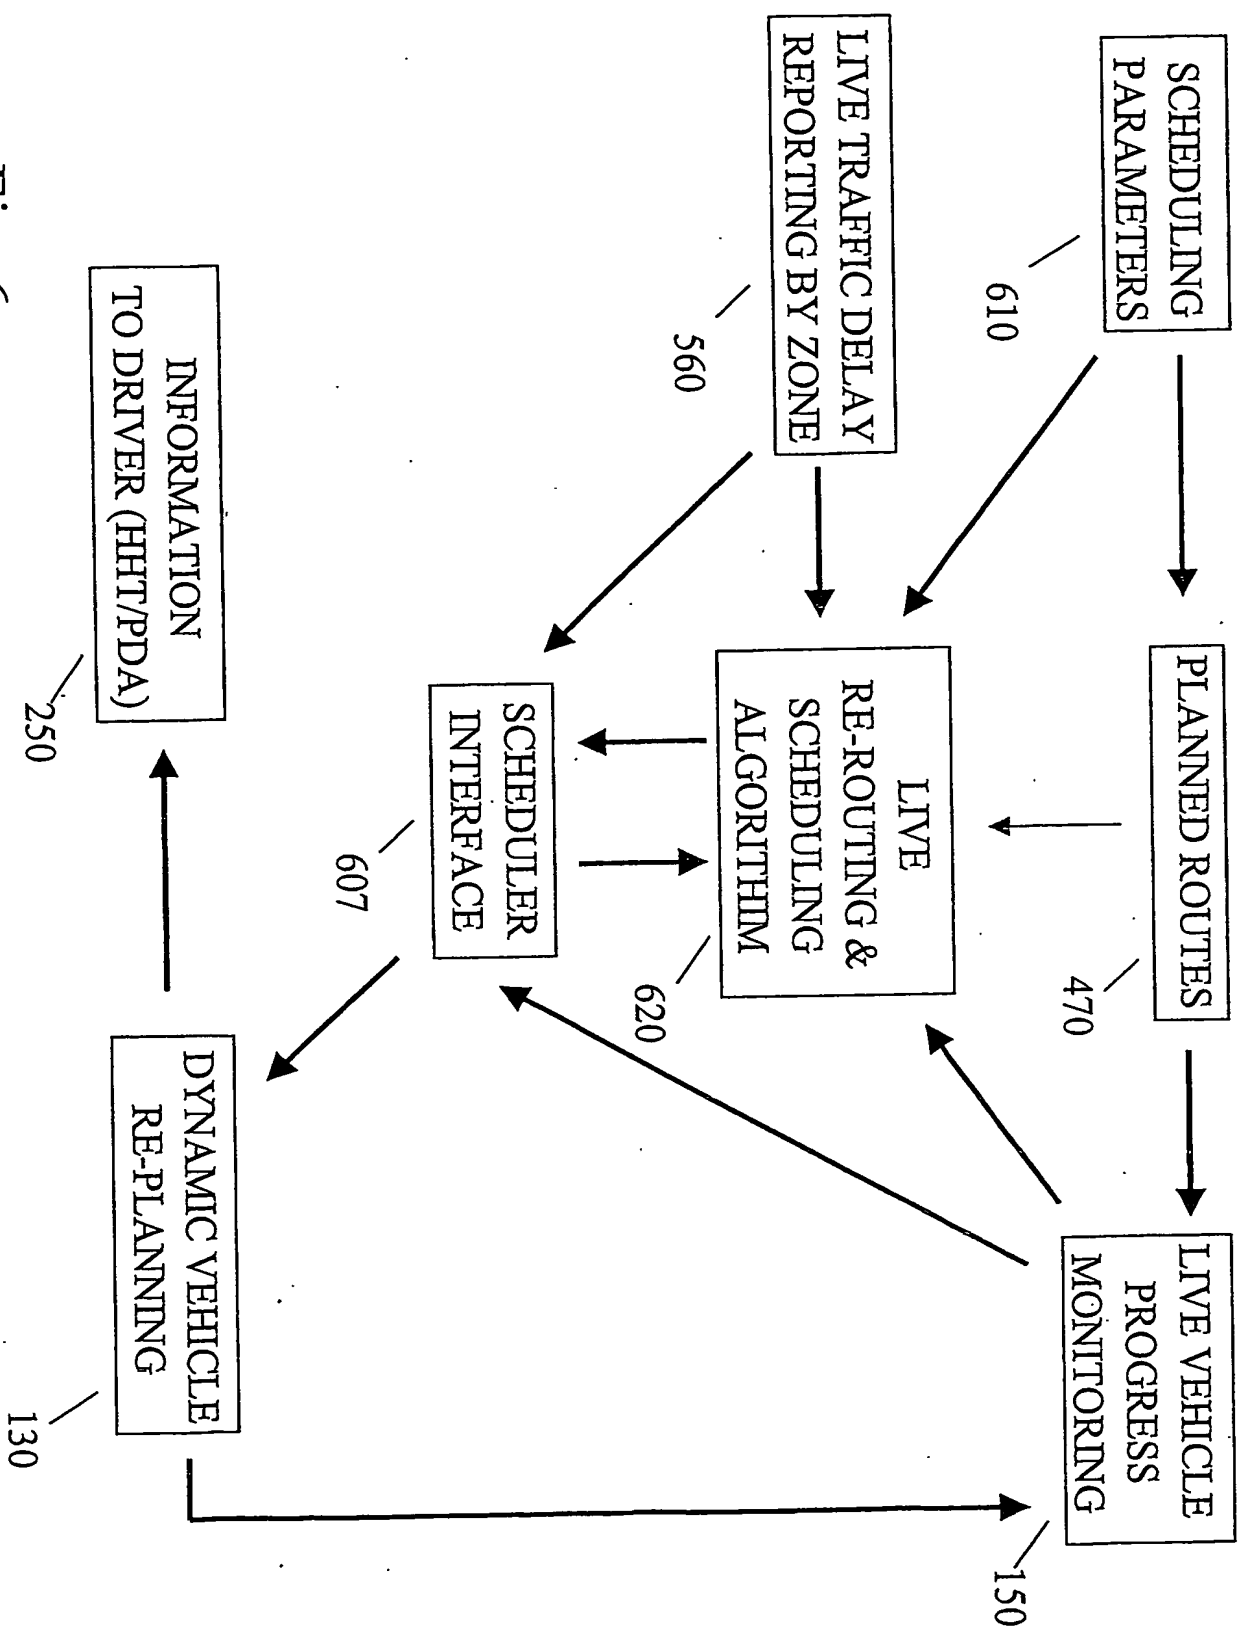 SCHEDULING
PARAMETERS
610
PLANNED ROUTES
470
LIVE VEHICLE
PROGRESS
MONITORING
150
LIVE TRAFFIC DELAY
REPORTING BY ZONE
560
LIVE
RE-ROUTING &
SCHEDULING
ALGORITHIM
620
SCHEDULER
INTERFACE
607
INFORMATION
TO DRIVER (HHT/PDA)
250
DYNAMIC VEHICLE
RE-PLANNING
130